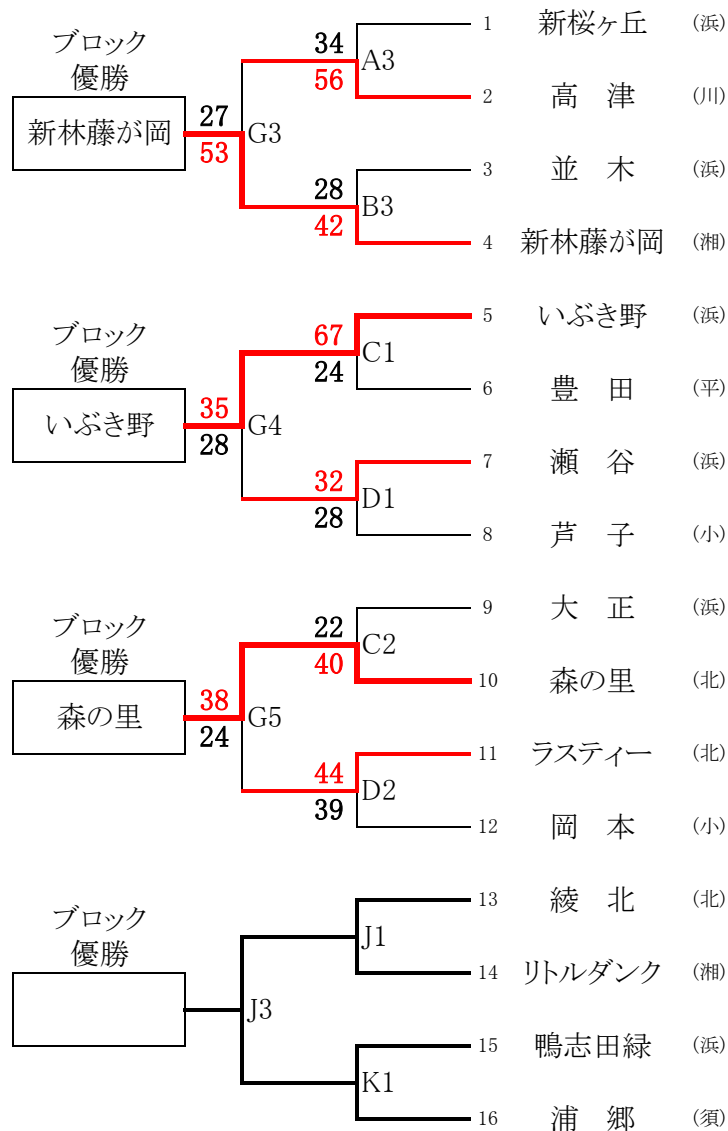 ブロック
優勝
新林藤が岡
27
53
G3
34
56
A3
28
42
B3
1 新桜ヶ丘 (浜)
2 高 津 (川)
3 並 木 (浜)
4 新林藤が岡 (湘)
ブロック
優勝
いぶき野
35
28
G4
67
24
C1
32
28
D1
5 いぶき野 (浜)
6 豊 田 (平)
7 瀬 谷 (浜)
8 芦 子 (小)
ブロック
優勝
森の里
38
24
G5
22
40
C2
44
39
D2
9 大 正 (浜)
10 森の里 (北)
11 ラスティー (北)
12 岡 本 (小)
ブロック
優勝
J3
J1
K1
13 綾 北 (北)
14 リトルダンク (湘)
15 鴨志田緑 (浜)
16 浦 郷 (須)